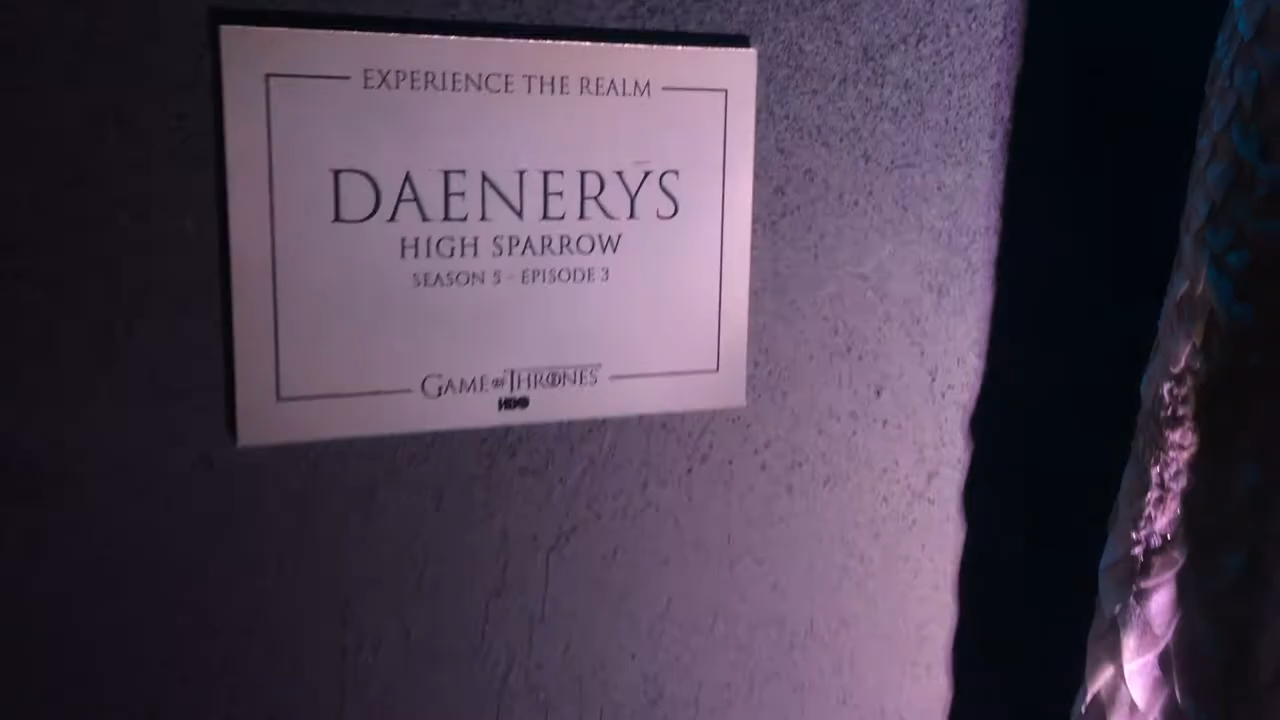 EXPERIENCE THE REALM
DAENERYS
HIGH SPARROW
SEASON 5 - EPISODE 3
GAME OF THRONES
HBO